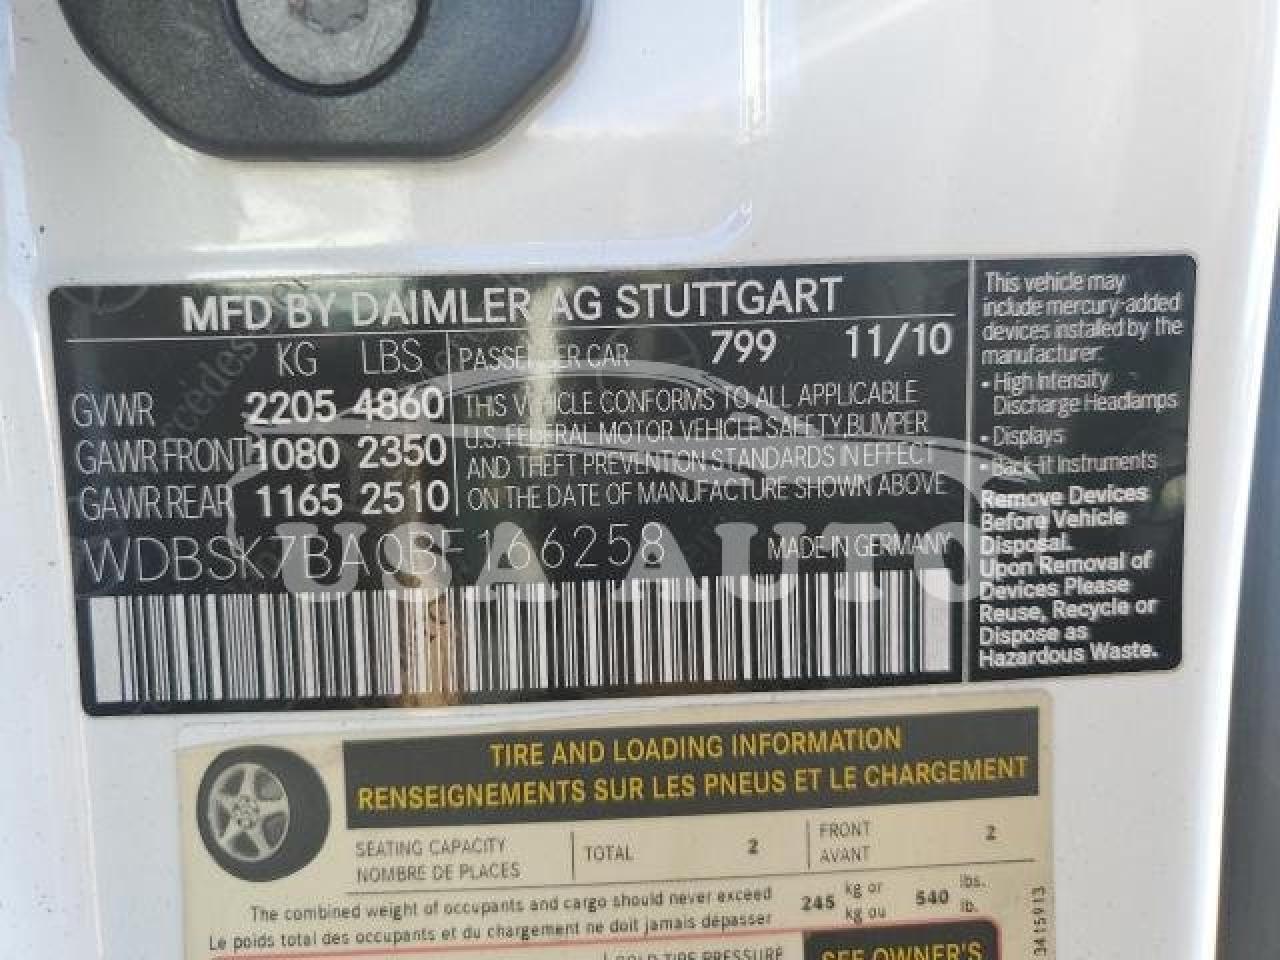 MFD BY DAIMLER AG STUTTGART
KG LBS PASSENGER CAR 799 11/10
GVWR 2205 4860
GAWR FRONT 1080 2350
GAWR REAR 1165 2510
THIS VEHICLE CONFORMS TO ALL APPLICABLE
U.S. FEDERAL MOTOR VEHICLE SAFETY, BUMPER
AND THEFT PREVENTION STANDARDS IN EFFECT
ON THE DATE OF MANUFACTURE SHOWN ABOVE
WDBSK7BA0BF166258 MADE IN GERMANY
USA AUTO
This vehicle may
include mercury-added
devices installed by the
manufacturer:
• High Intensity
Discharge Headlamps
• Displays
• Back-lit Instruments
Remove Devices
Before Vehicle
Disposal.
Upon Removal of
Devices Please
Reuse, Recycle or
Dispose as
Hazardous Waste.
TIRE AND LOADING INFORMATION
RENSEIGNEMENTS SUR LES PNEUS ET LE CHARGEMENT
SEATING CAPACITY
NOMBRE DE PLACES
TOTAL 2
FRONT
AVANT
2
The combined weight of occupants and cargo should never exceed
Le poids total des occupants et du chargement ne doit jamais dépasser
245 kg or
kg ou
540 lbs.
lb.
COLD TIRE PRESSURE
SEE OWNER'S
3415913